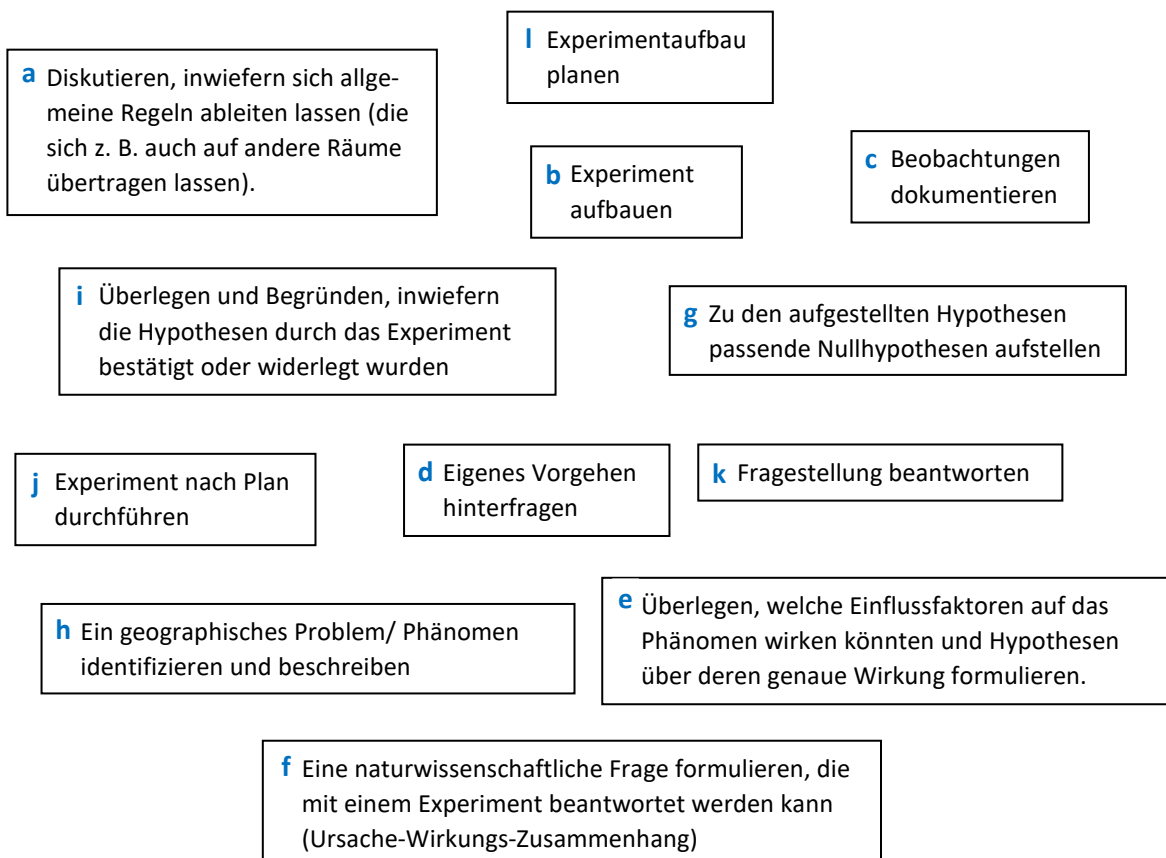 l Experimentaufbau
planen
a Diskutieren, inwiefern sich allge-
meine Regeln ableiten lassen (die
sich z. B. auch auf andere Räume
übertragen lassen).
b Experiment
aufbauen
c Beobachtungen
dokumentieren
i Überlegen und Begründen, inwiefern
die Hypothesen durch das Experiment
bestätigt oder widerlegt wurden
g Zu den aufgestellten Hypothesen
passende Nullhypothesen aufstellen
j Experiment nach Plan
durchführen
d Eigenes Vorgehen
hinterfragen
k Fragestellung beantworten
h Ein geographisches Problem/ Phänomen
identifizieren und beschreiben
e Überlegen, welche Einflussfaktoren auf das
Phänomen wirken könnten und Hypothesen
über deren genaue Wirkung formulieren.
f Eine naturwissenschaftliche Frage formulieren, die
mit einem Experiment beantwortet werden kann
(Ursache-Wirkungs-Zusammenhang)